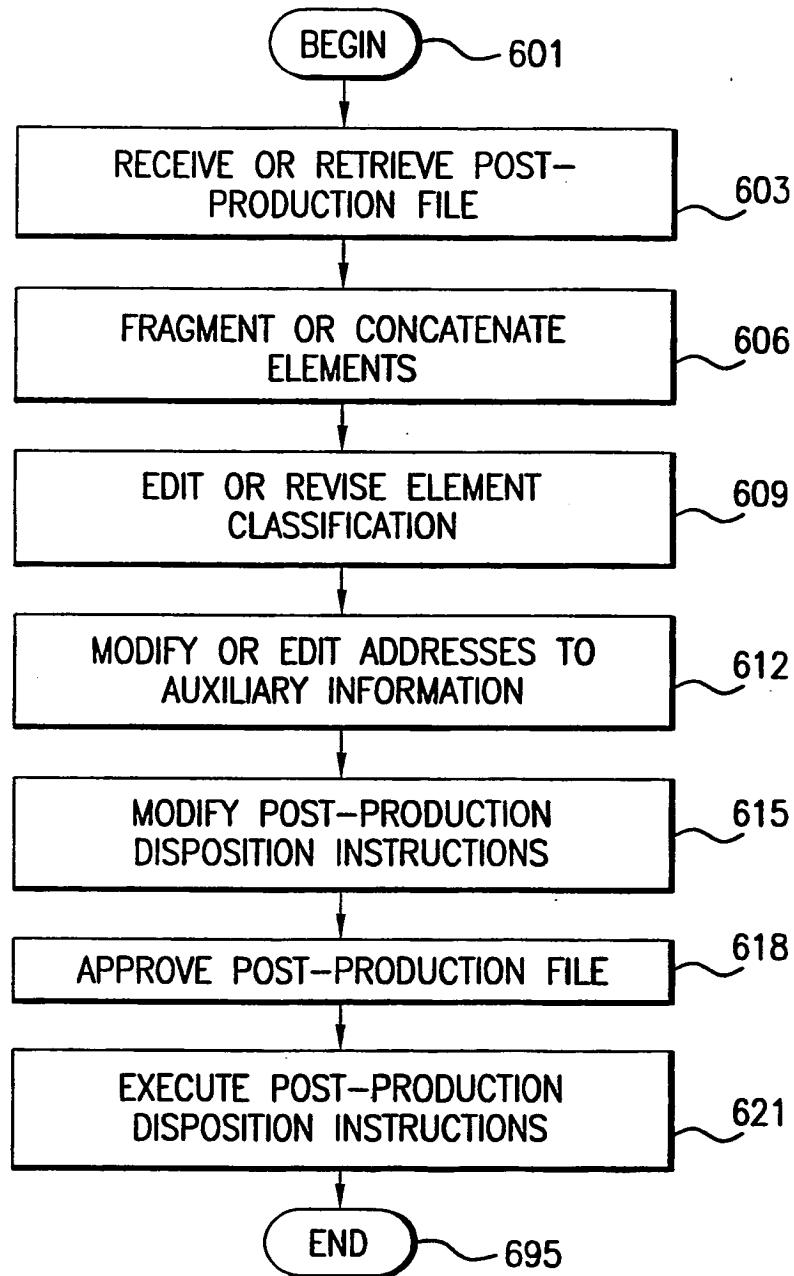 BEGIN
601
RECEIVE OR RETRIEVE POST-
PRODUCTION FILE
603
FRAGMENT OR CONCATENATE
ELEMENTS
606
EDIT OR REVISE ELEMENT
CLASSIFICATION
609
MODIFY OR EDIT ADDRESSES TO
AUXILIARY INFORMATION
612
MODIFY POST-PRODUCTION
DISPOSITION INSTRUCTIONS
615
APPROVE POST-PRODUCTION FILE
618
EXECUTE POST-PRODUCTION
DISPOSITION INSTRUCTIONS
621
END
695